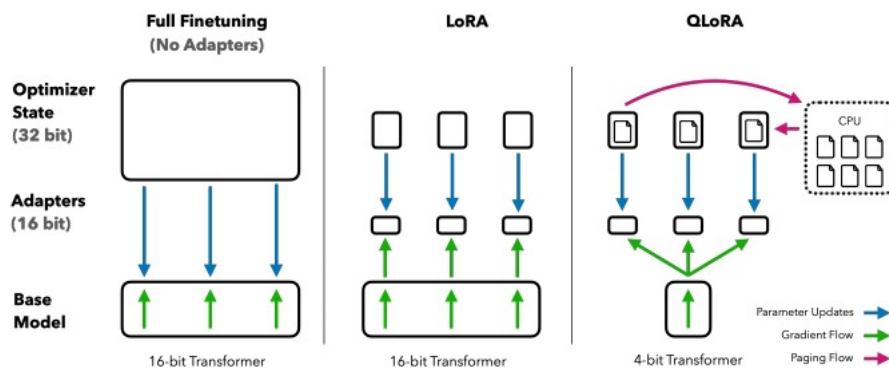 Full Finetuning
(No Adapters)
LoRA
QLoRA
Optimizer
State
(32 bit)
CPU
Adapters
(16 bit)
Base
Model
Parameter Updates
Gradient Flow
Paging Flow
16-bit Transformer
16-bit Transformer
4-bit Transformer